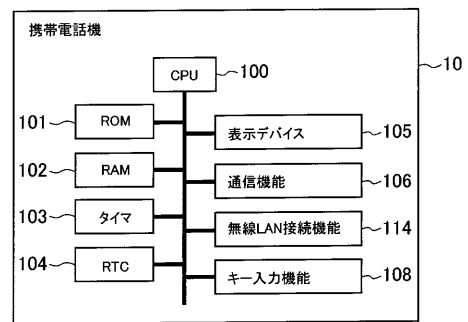 携帯電話機
CPU 100
10
101 ROM
表示デバイス 105
102 RAM
通信機能 106
103 タイマ
無線LAN接続機能 114
104 RTC
キー入力機能 108